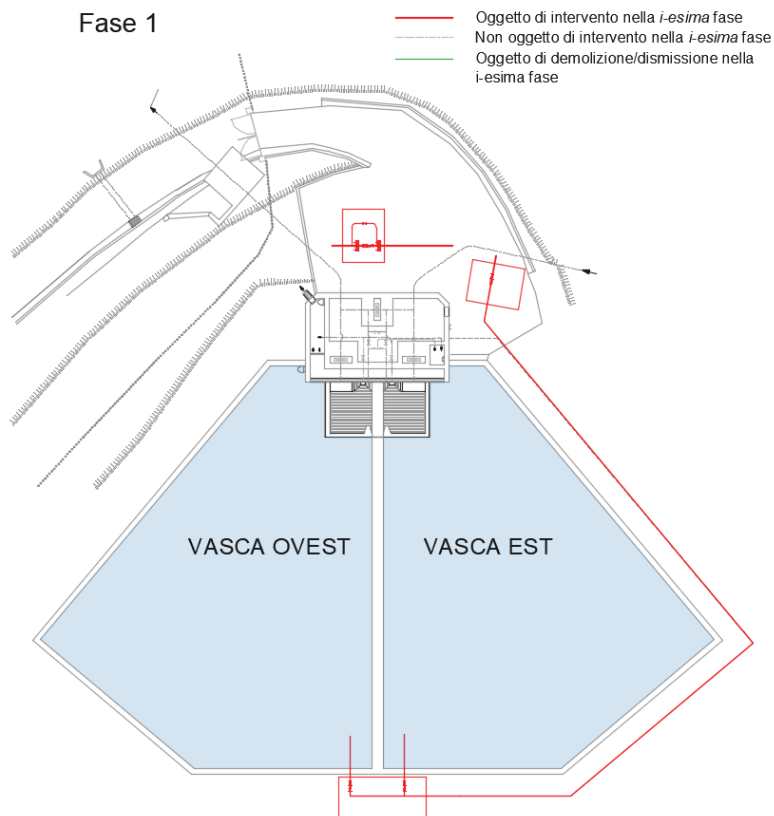 Fase 1
Oggetto di intervento nella i-esima fase
Non oggetto di intervento nella i-esima fase
Oggetto di demolizione/dismissione nella
i-esima fase
VASCA OVEST
VASCA EST